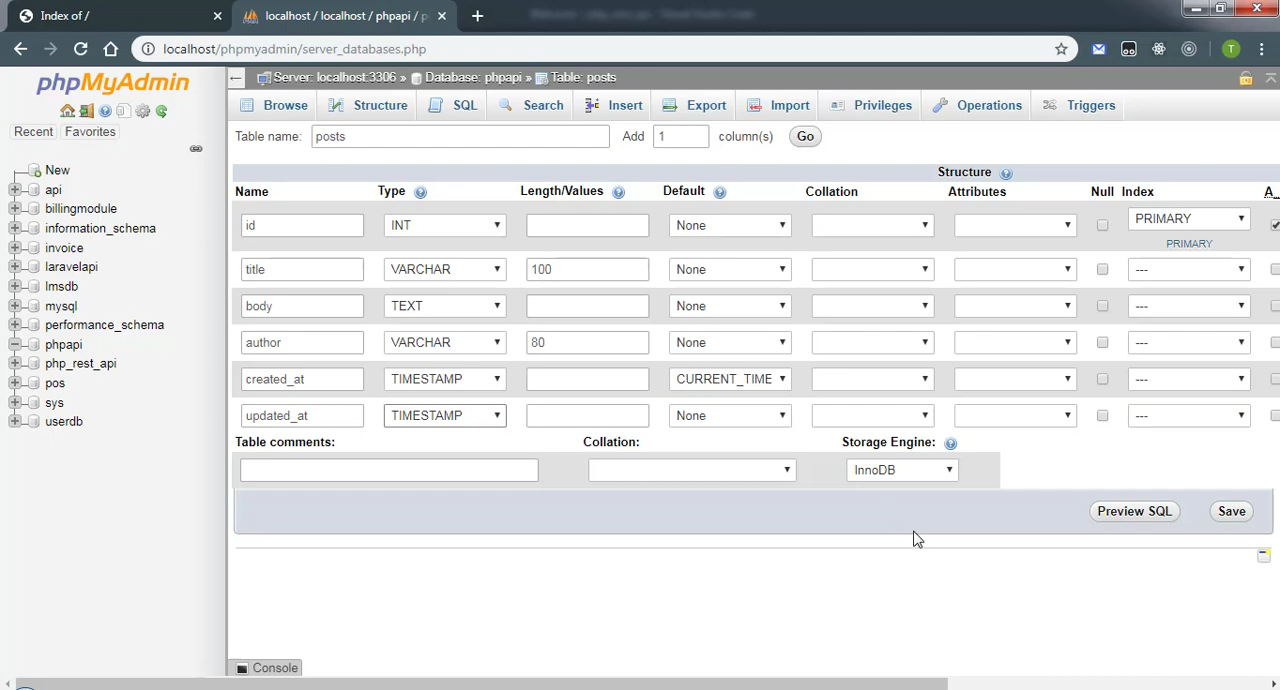 Index of /
localhost / localhost / phpapi / p
localhost/phpmyadmin/server_databases.php
T
phpMyAdmin
Recent
Favorites
New
api
billingmodule
information_schema
invoice
laravelapi
lmsdb
mysql
performance_schema
phpapi
php_rest_api
pos
sys
userdb
Server: localhost:3306 » Database: phpapi » Table: posts
Browse Structure SQL Search Insert Export Import Privileges Operations Triggers
Table name: posts Add 1 column(s) Go
Structure
Name Type Length/Values Default Collation Attributes Null Index A_
id INT None PRIMARY
PRIMARY
title VARCHAR 100 None ---
body TEXT None ---
author VARCHAR 80 None ---
created_at TIMESTAMP CURRENT_TIME ---
updated_at TIMESTAMP None ---
Table comments: Collation: Storage Engine:
InnoDB
Preview SQL Save
Console